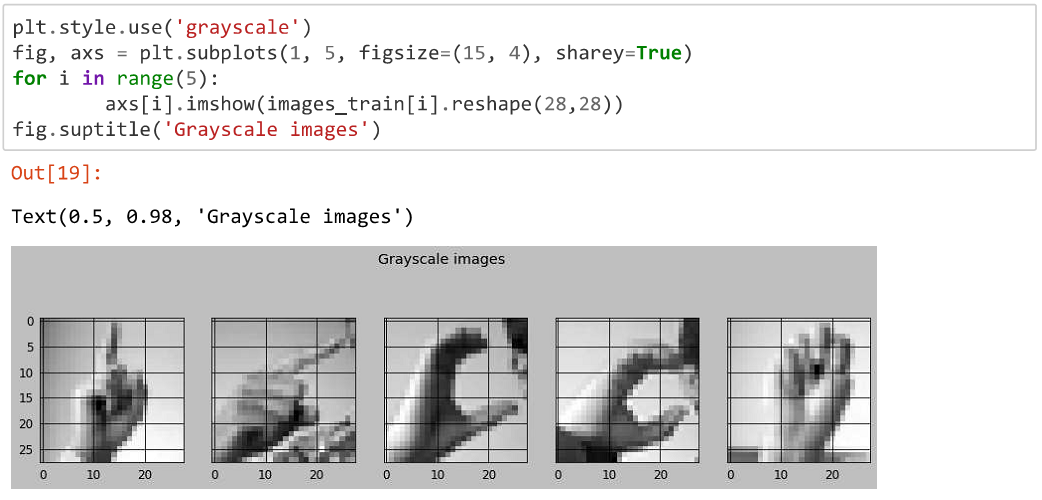 plt.style.use('grayscale')
fig, axs = plt.subplots(1, 5, figsize=(15, 4), sharey=True)
for i in range(5):
        axs[i].imshow(images_train[i].reshape(28,28))
fig.suptitle('Grayscale images')
Out[19]:
Text(0.5, 0.98, 'Grayscale images')
Grayscale images
0
5
10
15
20
25
0 10 20 0 10 20 0 10 20 0 10 20 0 10 20